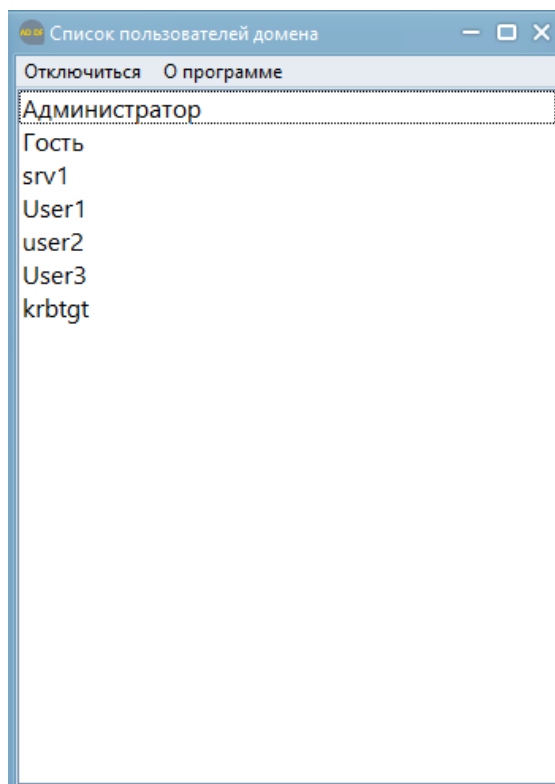 Список пользователей домена
Отключиться О программе
Администратор
Гость
srv1
User1
user2
User3
krbtgt